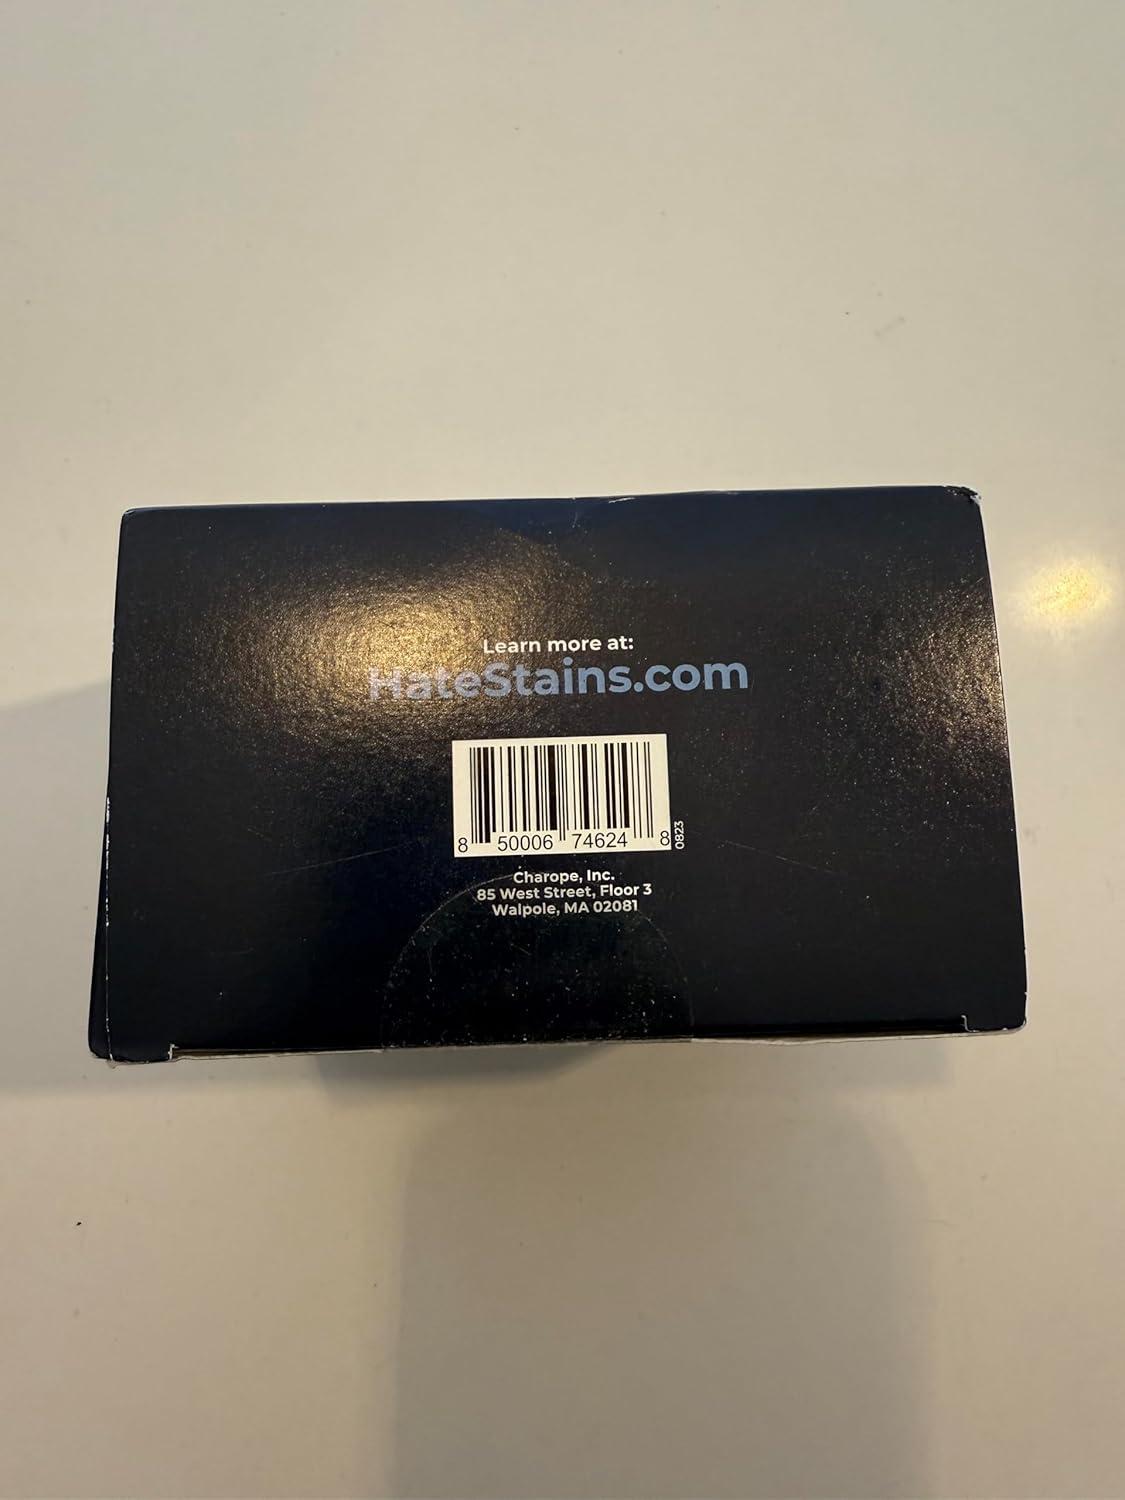 Learn more at:
HateStains.com
8 50006 74624 8
0823
Charope, Inc.
85 West Street, Floor 3
Walpole, MA 02081